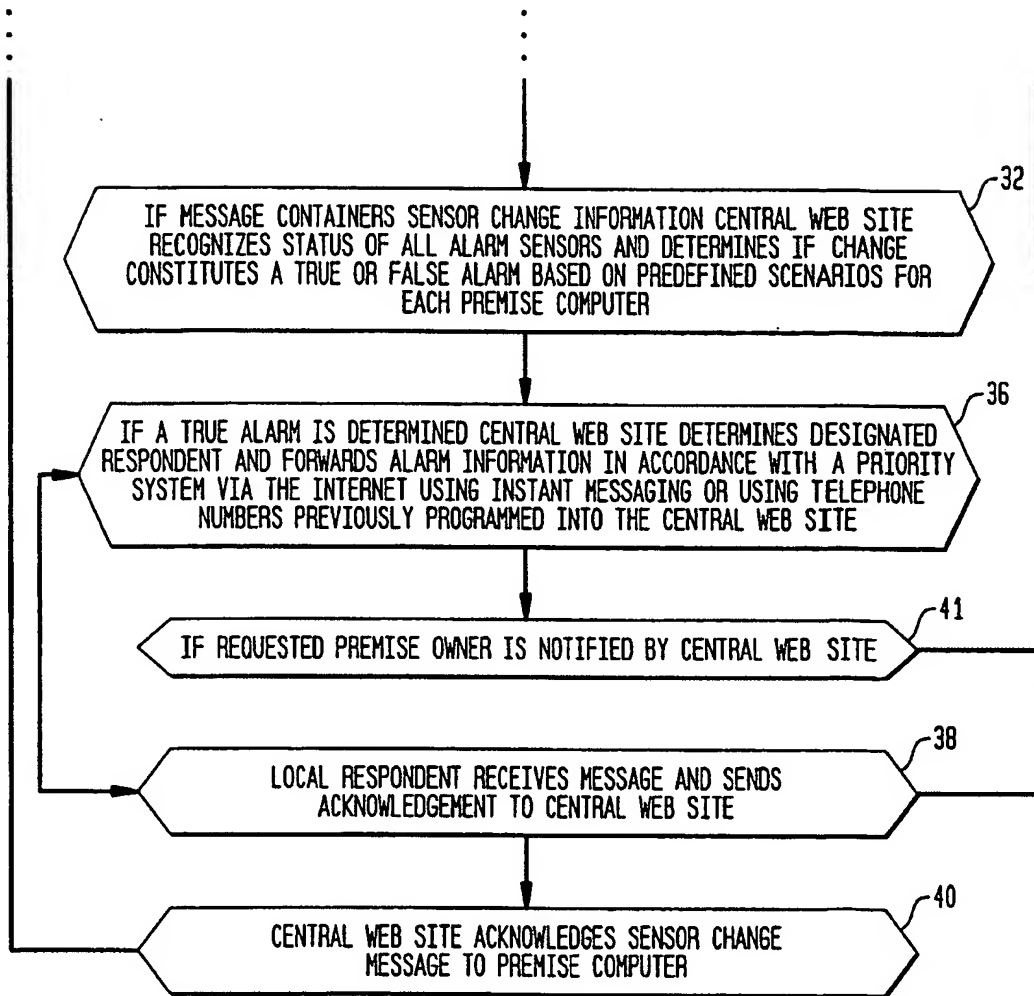 32
IF MESSAGE CONTAINERS SENSOR CHANGE INFORMATION CENTRAL WEB SITE
RECOGNIZES STATUS OF ALL ALARM SENSORS AND DETERMINES IF CHANGE
CONSTITUTES A TRUE OR FALSE ALARM BASED ON PREDEFINED SCENARIOS FOR
EACH PREMISE COMPUTER
36
IF A TRUE ALARM IS DETERMINED CENTRAL WEB SITE DETERMINES DESIGNATED
RESPONDENT AND FORWARDS ALARM INFORMATION IN ACCORDANCE WITH A PRIORITY
SYSTEM VIA THE INTERNET USING INSTANT MESSAGING OR USING TELEPHONE
NUMBERS PREVIOUSLY PROGRAMMED INTO THE CENTRAL WEB SITE
41
IF REQUESTED PREMISE OWNER IS NOTIFIED BY CENTRAL WEB SITE
38
LOCAL RESPONDENT RECEIVES MESSAGE AND SENDS
ACKNOWLEDGEMENT TO CENTRAL WEB SITE
40
CENTRAL WEB SITE ACKNOWLEDGES SENSOR CHANGE
MESSAGE TO PREMISE COMPUTER